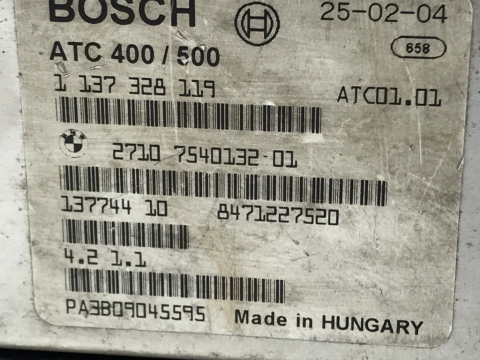 BOSCH 25-02-04
658
ATC 400 / 500
1 137 328 119 ATC01.01
2710 7540132-01
137744 10 8471227520
4.2 1.1
PA3B09045595 Made in HUNGARY